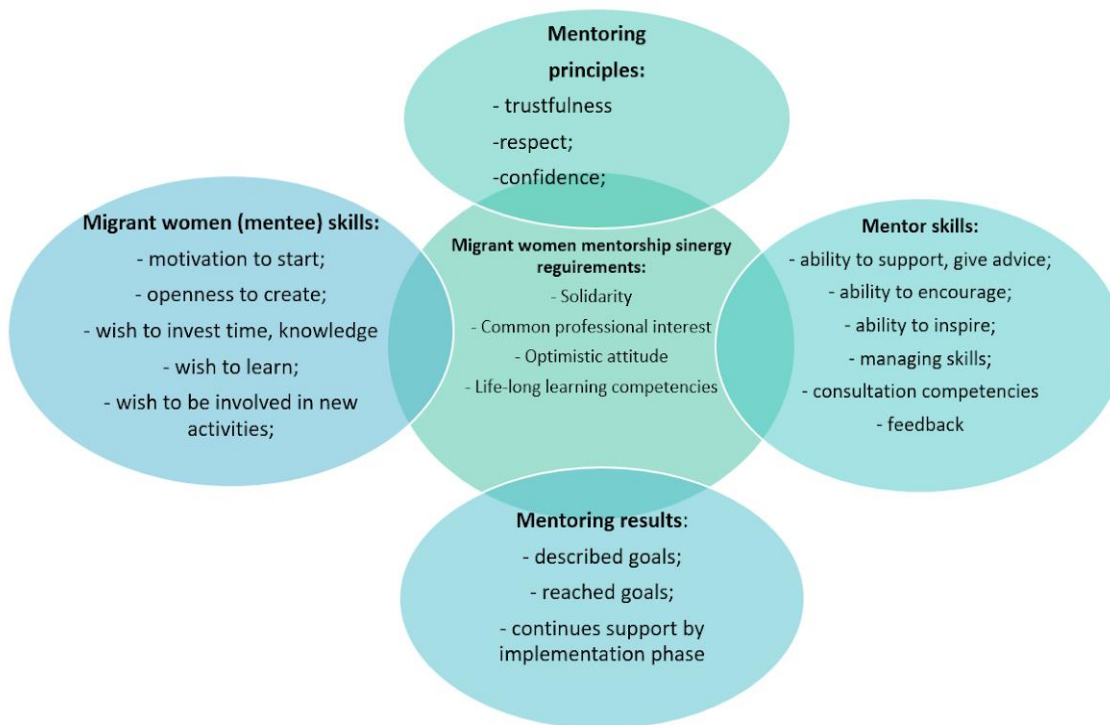 Mentoring
principles:
- trustfulness
-respect;
-confidence;
Migrant women (mentee) skills:
- motivation to start;
- openness to create;
- wish to invest time, knowledge
- wish to learn;
- wish to be involved in new
activities;
Migrant women mentorship sinergy
reguirements:
- Solidarity
- Common professional interest
- Optimistic attitude
- Life-long learning competencies
Mentor skills:
- ability to support, give advice;
- ability to encourage;
- ability to inspire;
- managing skills;
- consultation competencies
- feedback
Mentoring results:
- described goals;
- reached goals;
- continues support by
implementation phase